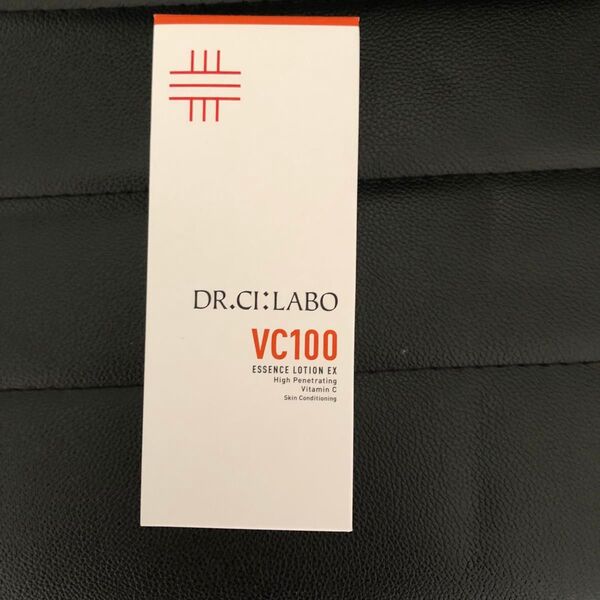 DR.CI:LABO
VC100
ESSENCE LOTION EX
High Penetrating
Vitamin C
Skin Conditioning